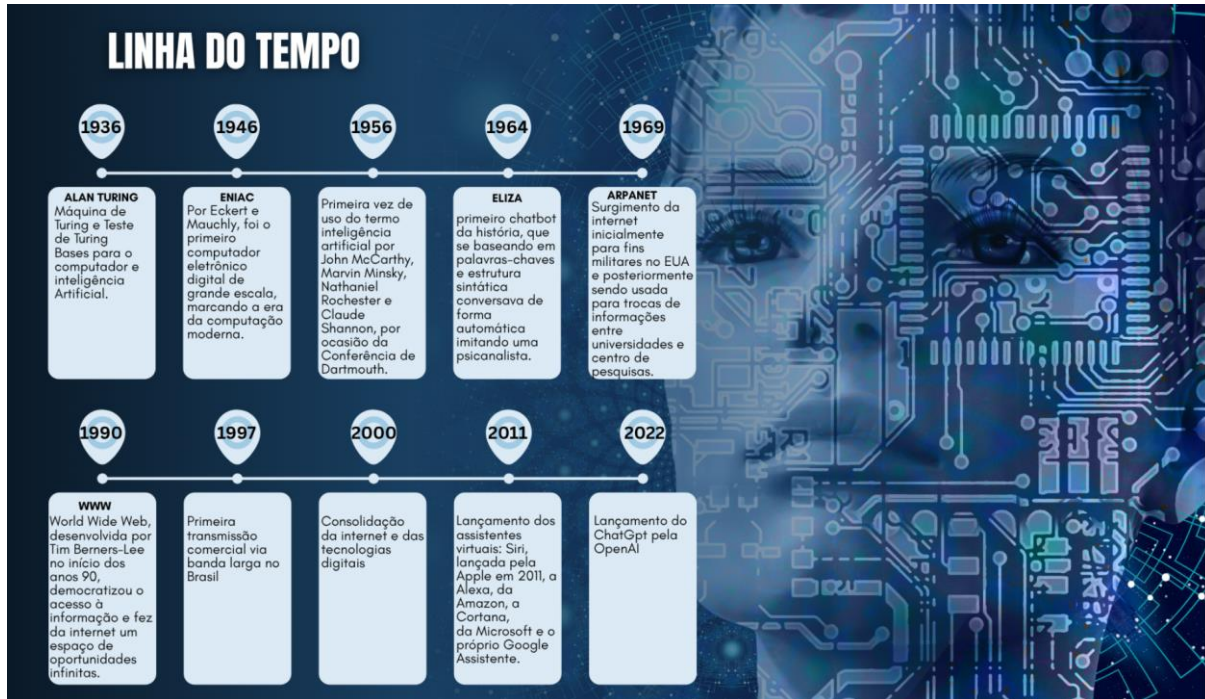 LINHA DO TEMPO
1936
1946
1956
1964
1969
ALAN TURING
Máquina de
Turing e Teste
de Turing
Bases para o
computador e
inteligência
Artificial.
ENIAC
Por Eckert e
Mauchly, foi o
primeiro
computador
eletrônico
digital de
grande escala,
marcando a era
da computação
moderna.
Primeira vez de
uso do termo
inteligência
artificial por
John McCarthy,
Marvin Minsky,
Nathaniel
Rochester e
Claude
Shannon, por
ocasião da
Conferência de
Dartmouth.
ELIZA
primeiro chatbot
da história, que
se baseando em
palavras-chaves
e estrutura
sintática
conversava de
forma
automática
imitando uma
psicanalista.
ARPANET
Surgimento da
internet
inicialmente
para fins
militares no EUA
e posteriormente
sendo usada
para trocas de
informações
entre
universidades e
centro de
pesquisas.
1990
1997
2000
2011
2022
WWW
World Wide Web,
desenvolvida por
Tim Berners-Lee
no início dos
anos 90,
democratizou o
acesso à
informação e fez
da internet um
espaço de
oportunidades
infinitas.
Primeira
transmissão
comercial via
banda larga no
Brasil
Consolidação
da internet e das
tecnologias
digitais
Lançamento dos
assistentes
virtuais: Siri,
lançada pela
Apple em 2011, a
Alexa, da
Amazon, a
Cortana,
da Microsoft e o
próprio Google
Assistente.
Lançamento do
ChatGpt pela
OpenAI